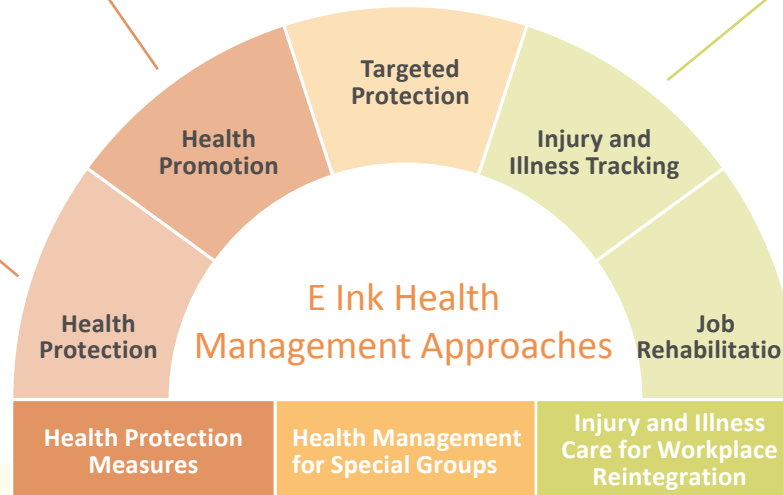 Targeted
Protection
Health
Promotion
Injury and
Illness Tracking
Health
Protection
E Ink Health
Management Approaches
Job
Rehabilitatio
Health Protection
Measures
Health Management
for Special Groups
Injury and Illness
Care for Workplace
Reintegration